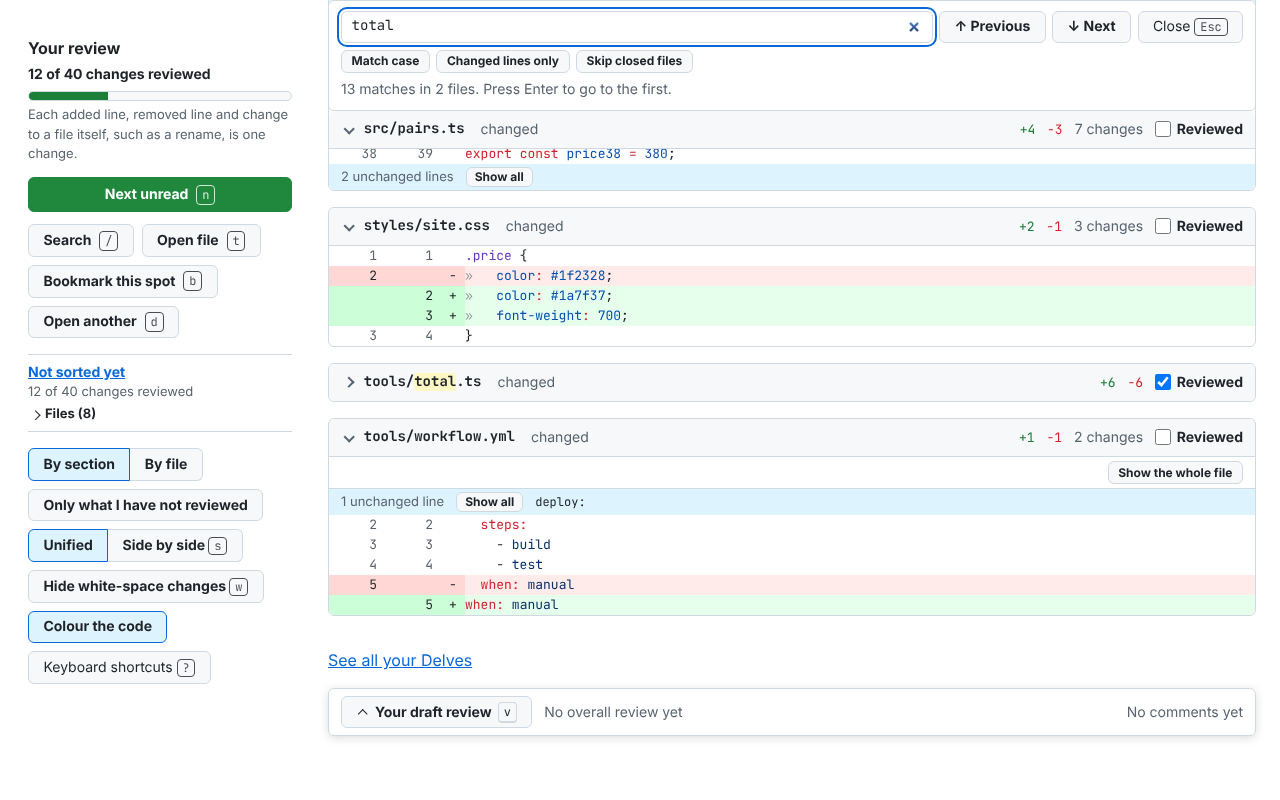 Your review
12 of 40 changes reviewed
Each added line, removed line and change
to a file itself, such as a rename, is one
change.
Next unread n
Search /
Open file t
Bookmark this spot b
Open another d
Not sorted yet
12 of 40 changes reviewed
Files (8)
By section
By file
Only what I have not reviewed
Unified
Side by side s
Hide white-space changes w
Colour the code
Keyboard shortcuts ?
total
Previous
Next
Close Esc
Match case
Changed lines only
Skip closed files
13 matches in 2 files. Press Enter to go to the first.
src/pairs.ts changed +4 -3 7 changes Reviewed
38 39 export const price38 = 380;
2 unchanged lines Show all
styles/site.css changed +2 -1 3 changes Reviewed
1 1 .price {
2 - » color: #1f2328;
2 + » color: #1a7f37;
3 + » font-weight: 700;
3 4 }
tools/total.ts changed +6 -6 Reviewed
tools/workflow.yml changed +1 -1 2 changes Reviewed
Show the whole file
1 unchanged line Show all deploy:
2 2 steps:
3 3 - build
4 4 - test
5 - when: manual
5 + when: manual
See all your Delves
Your draft review v No overall review yet No comments yet